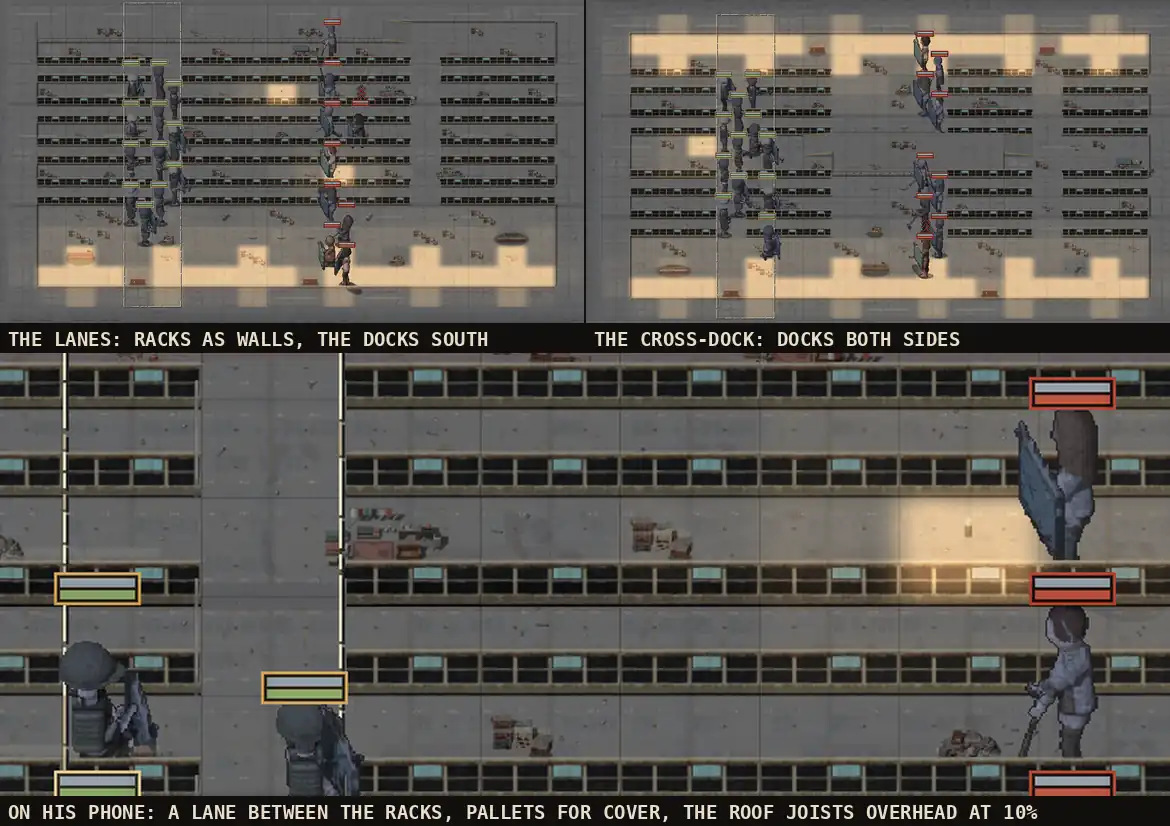 THE LANES: RACKS AS WALLS, THE DOCKS SOUTH
THE CROSS-DOCK: DOCKS BOTH SIDES
ON HIS PHONE: A LANE BETWEEN THE RACKS, PALLETS FOR COVER, THE ROOF JOISTS OVERHEAD AT 10%